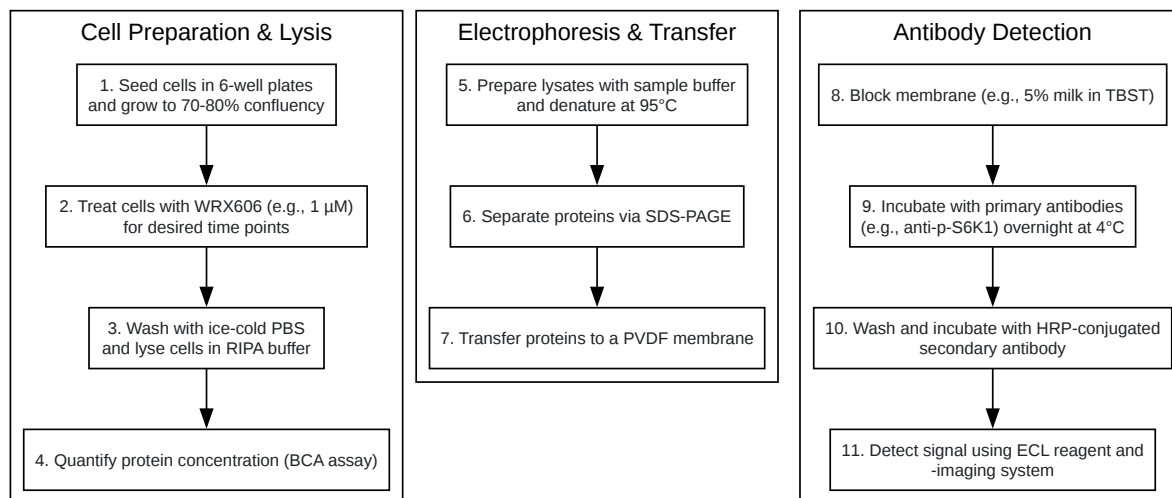 Cell Preparation & Lysis
1. Seed cells in 6-well plates
and grow to 70-80% confluency
2. Treat cells with WRX606 (e.g., 1 µM)
for desired time points
3. Wash with ice-cold PBS
and lyse cells in RIPA buffer
4. Quantify protein concentration (BCA assay)
Electrophoresis & Transfer
5. Prepare lysates with sample buffer
and denature at 95°C
6. Separate proteins via SDS-PAGE
7. Transfer proteins to a PVDF membrane
Antibody Detection
8. Block membrane (e.g., 5% milk in TBST)
9. Incubate with primary antibodies
(e.g., anti-p-S6K1) overnight at 4°C
10. Wash and incubate with HRP-conjugated
secondary antibody
11. Detect signal using ECL reagent and
-imaging system